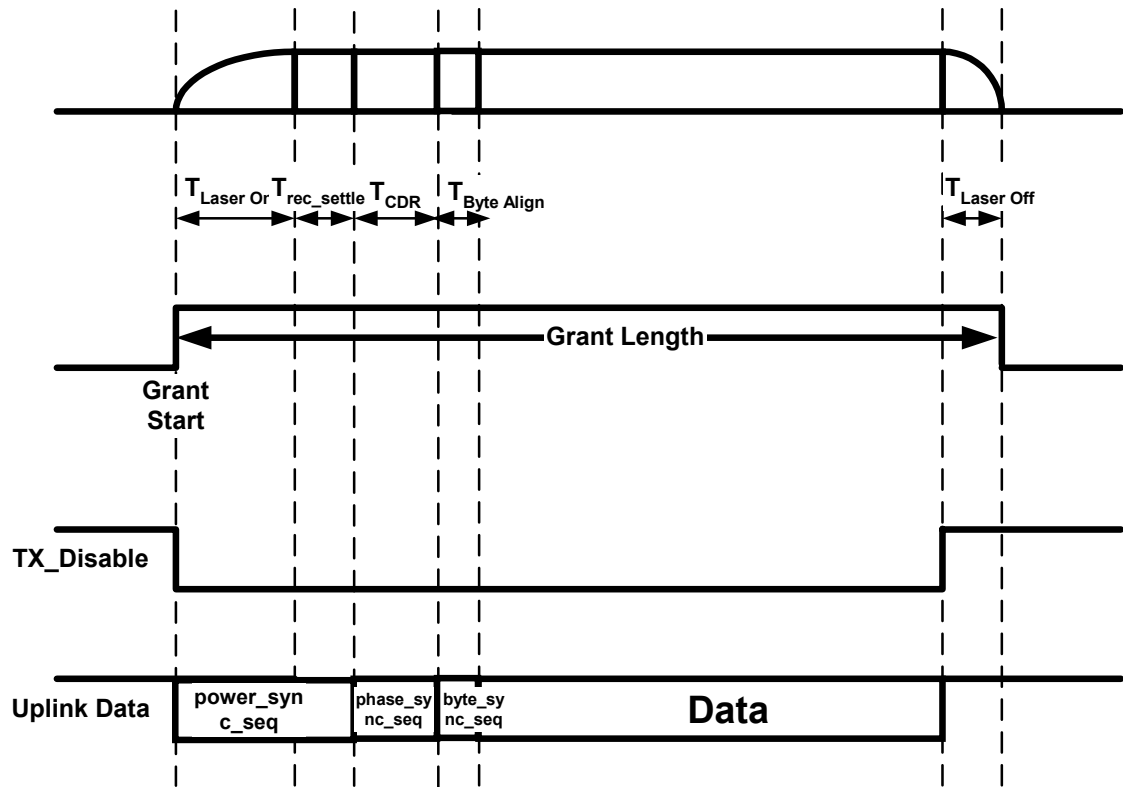 T Laser Or T rec_settle T CDR T Byte Align T Laser Off
Grant Length
Grant
Start
TX_Disable
Uplink Data
power_syn
c_seq
phase_sy
nc_seq
byte_sy
nc_seq
Data